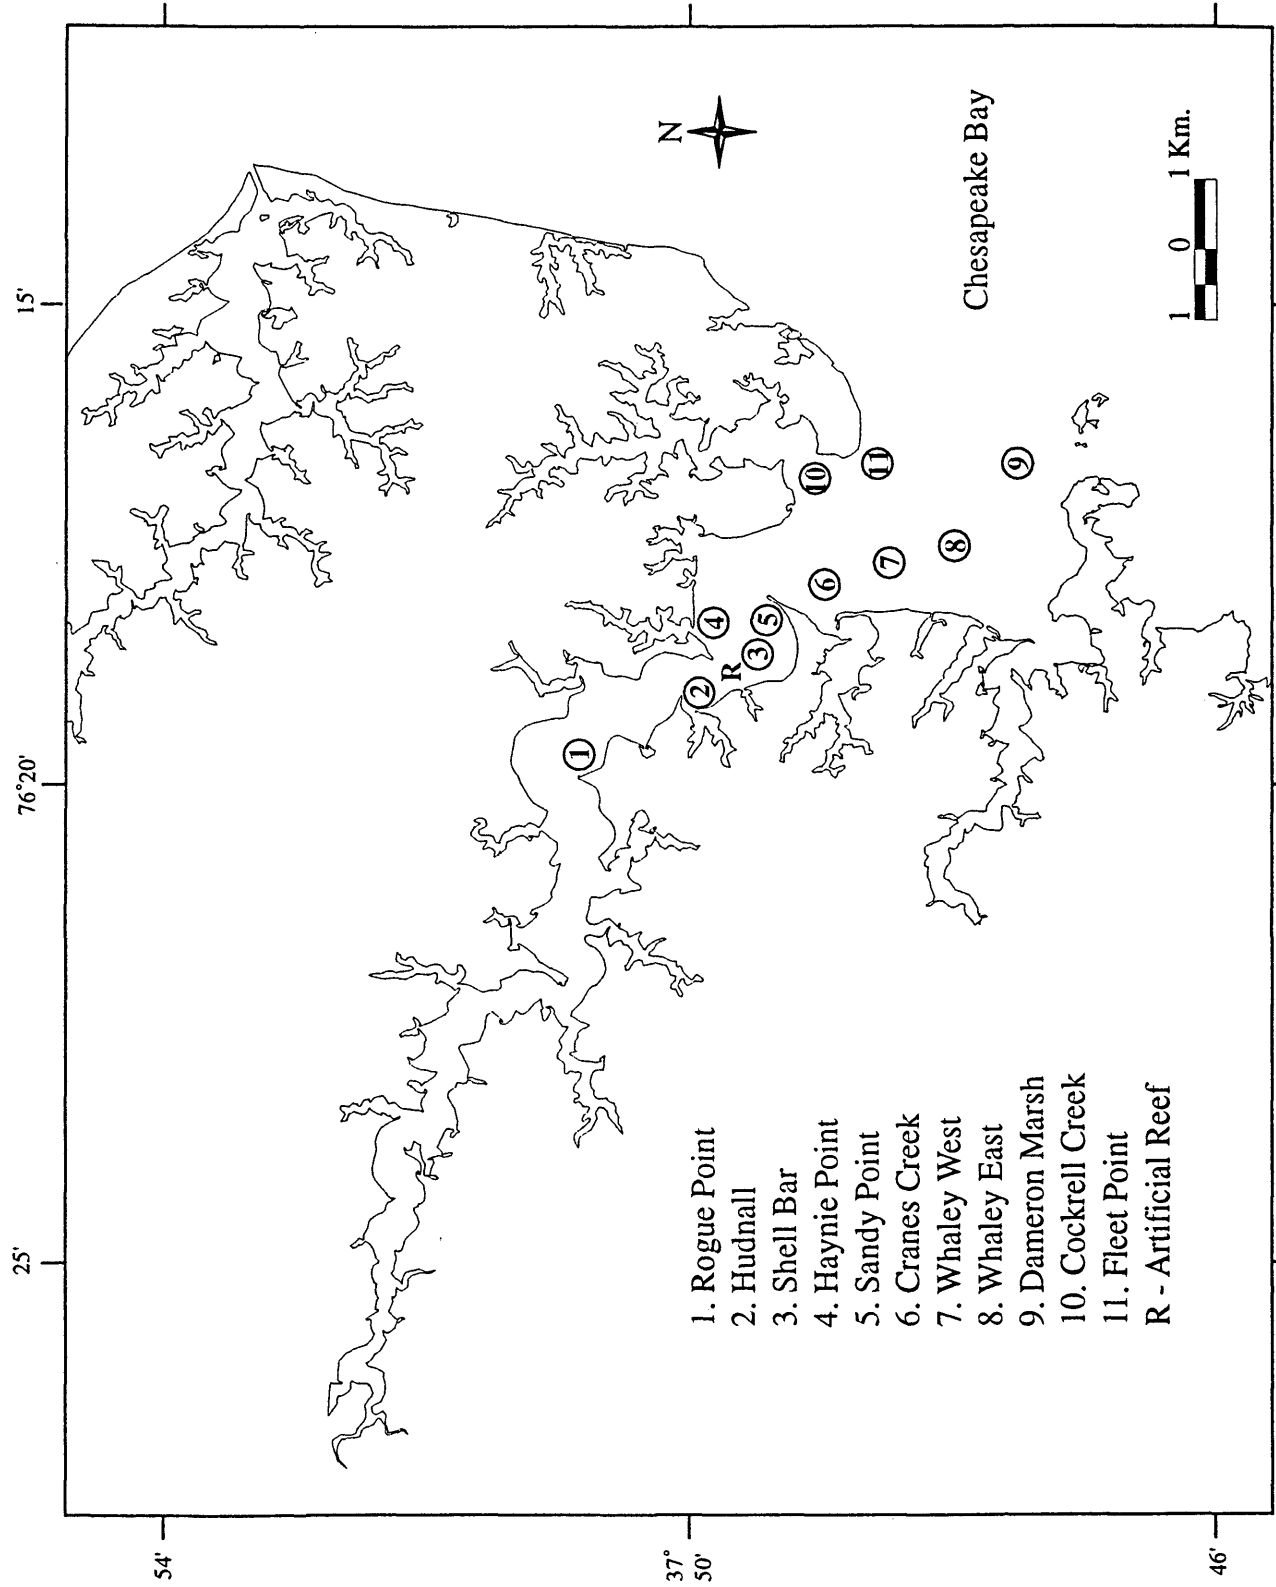 76°20'
25'
15'
54'
37°
50'
46'
N
Chesapeake Bay
1 0 1 Km.
1
2
R
3
4
5
6
7
8
9
10
11
1. Rogue Point
2. Hudnall
3. Shell Bar
4. Haynie Point
5. Sandy Point
6. Cranes Creek
7. Whaley West
8. Whaley East
9. Dameron Marsh
10. Cockrell Creek
11. Fleet Point
R - Artificial Reef